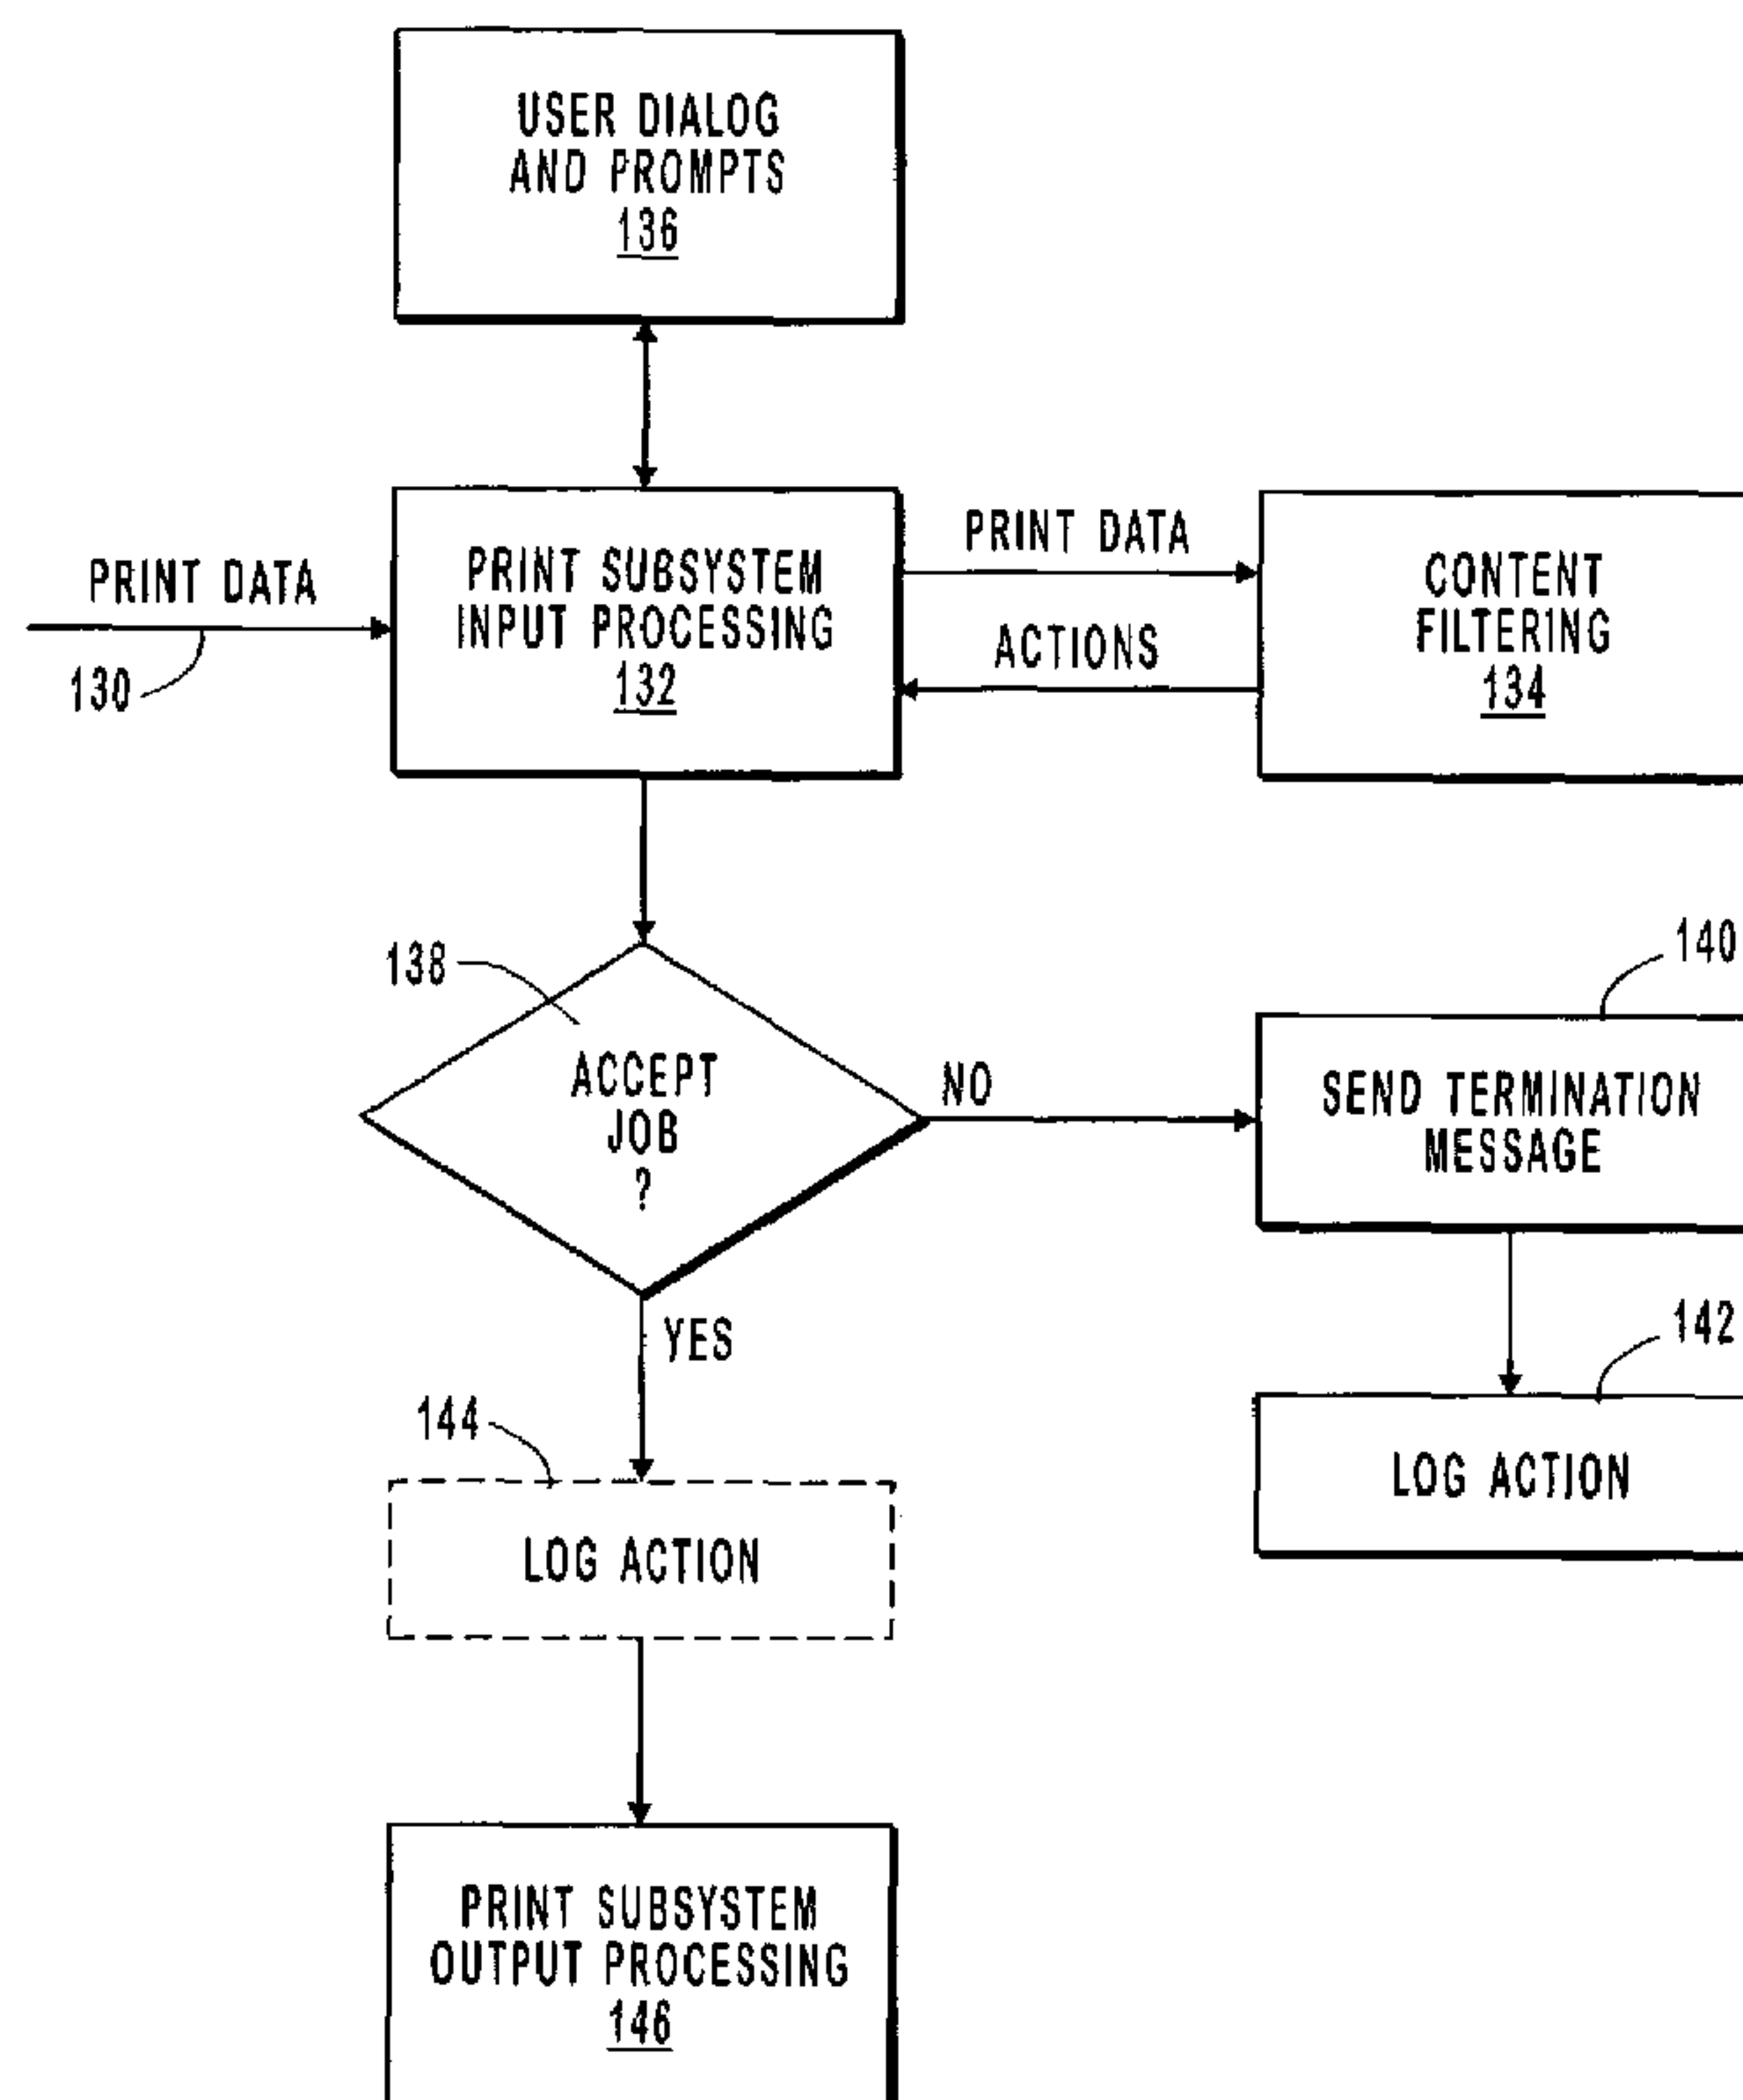 USER DIALOG
AND PROMPTS
136
PRINT DATA
130
PRINT SUBSYSTEM
INPUT PROCESSING
132
PRINT DATA
ACTIONS
CONTENT
FILTERING
134
138
ACCEPT
JOB
?
NO
140
SEND TERMINATION
MESSAGE
YES
142
LOG ACTION
144
LOG ACTION
PRINT SUBSYSTEM
OUTPUT PROCESSING
146